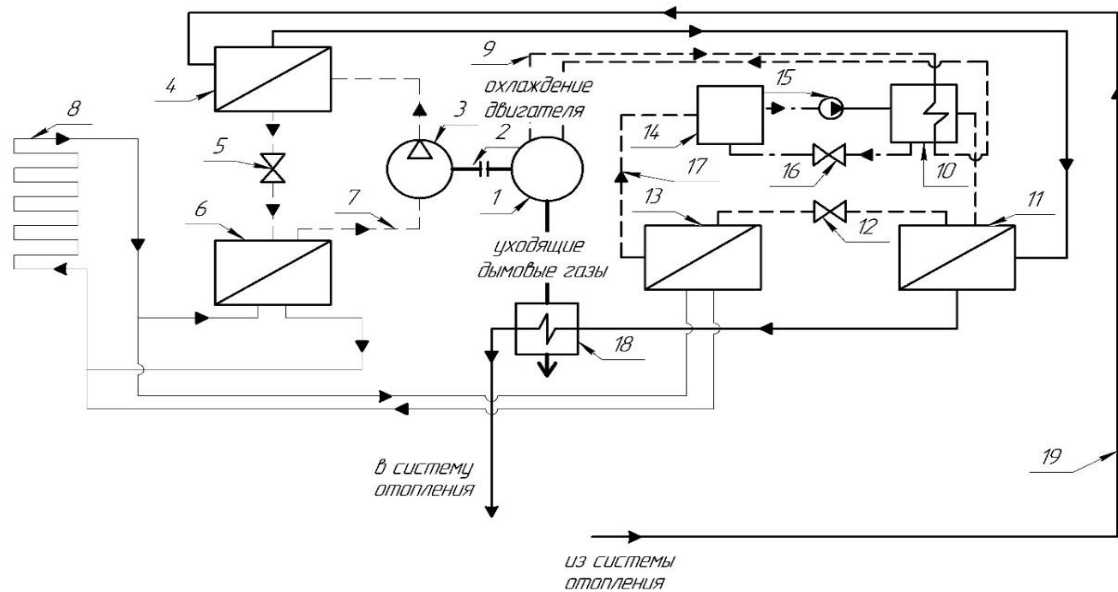 9
охлаждение
двигателя
15
4
3
2
8
14
5
16
10
17
6
7
1
13
11
12
уходящие
дымовые газы
18
в систему
отопления
19
из системы
отопления